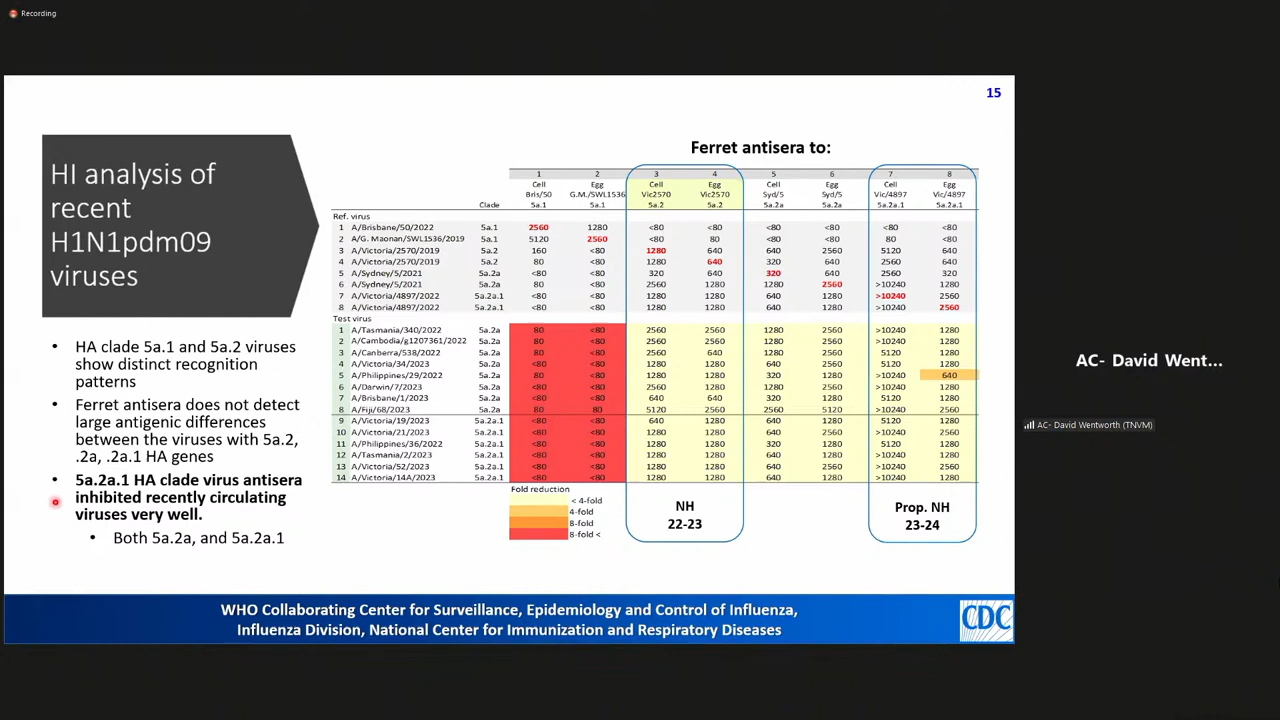 Recording
15
HI analysis of
recent
H1N1pdm09
viruses
• HA clade 5a.1 and 5a.2 viruses
show distinct recognition
patterns
• Ferret antisera does not detect
large antigenic differences
between the viruses with 5a.2,
.2a, .2a.1 HA genes
• 5a.2a.1 HA clade virus antisera
inhibited recently circulating
viruses very well.
• Both 5a.2a, and 5a.2a.1
Ferret antisera to:
1 2 3 4 5 6 7 8
Cell Egg Cell Egg Cell Egg Cell Egg
Bris/50 G.M./SWL1536 Vic2570 Vic2570 Syd/5 Syd/5 Vic/4897 Vic/4897
Clade 5a.1 5a.1 5a.2 5a.2 5a.2a 5a.2a 5a.2a.1 5a.2a.1
Ref. virus
1 A/Brisbane/50/2022 5a.1 2560 1280 <80 <80 <80 <80 <80 <80
2 A/G. Maonan/SWL1536/2019 5a.1 5120 2560 <80 80 <80 <80 80 <80
3 A/Victoria/2570/2019 5a.2 160 <80 1280 640 640 2560 5120 640
4 A/Victoria/2570/2019 5a.2 80 <80 1280 640 320 640 2560 640
5 A/Sydney/5/2021 5a.2a <80 <80 320 640 320 640 2560 320
6 A/Sydney/5/2021 5a.2a 80 <80 2560 1280 1280 2560 >10240 1280
7 A/Victoria/4897/2022 5a.2a.1 <80 <80 1280 1280 640 1280 >10240 2560
8 A/Victoria/4897/2022 5a.2a.1 <80 <80 1280 1280 640 1280 >10240 2560
Test virus
1 A/Tasmania/340/2022 5a.2a 80 <80 2560 2560 1280 2560 >10240 1280
2 A/Cambodia/g1207361/2022 5a.2a 80 <80 2560 1280 1280 2560 >10240 1280
3 A/Canberra/538/2022 5a.2a 80 <80 2560 640 1280 2560 5120 1280
4 A/Victoria/34/2023 5a.2a <80 <80 1280 1280 640 2560 5120 1280
5 A/Philippines/29/2022 5a.2a 80 <80 1280 1280 320 1280 >10240 640
6 A/Darwin/7/2023 5a.2a <80 <80 2560 1280 1280 2560 >10240 1280
7 A/Brisbane/1/2023 5a.2a <80 <80 640 640 320 1280 5120 1280
8 A/Fiji/68/2023 5a.2a 80 80 5120 2560 2560 5120 >10240 2560
9 A/Victoria/19/2023 5a.2a.1 <80 <80 640 1280 640 1280 5120 1280
10 A/Victoria/21/2023 5a.2a.1 <80 <80 1280 1280 640 2560 >10240 1280
11 A/Philippines/36/2022 5a.2a.1 <80 <80 1280 1280 320 1280 5120 1280
12 A/Tasmania/2/2023 5a.2a.1 <80 <80 1280 1280 640 1280 >10240 1280
13 A/Victoria/52/2023 5a.2a.1 <80 <80 1280 1280 640 2560 >10240 1280
14 A/Victoria/14A/2023 5a.2a.1 <80 <80 1280 1280 640 1280 >10240 1280
Fold reduction
< 4-fold
4-fold
8-fold
8-fold <
NH
22-23
Prop. NH
23-24
WHO Collaborating Center for Surveillance, Epidemiology and Control of Influenza,
Influenza Division, National Center for Immunization and Respiratory Diseases
CDC
AC- David Went...
AC- David Wentworth (TNVM)